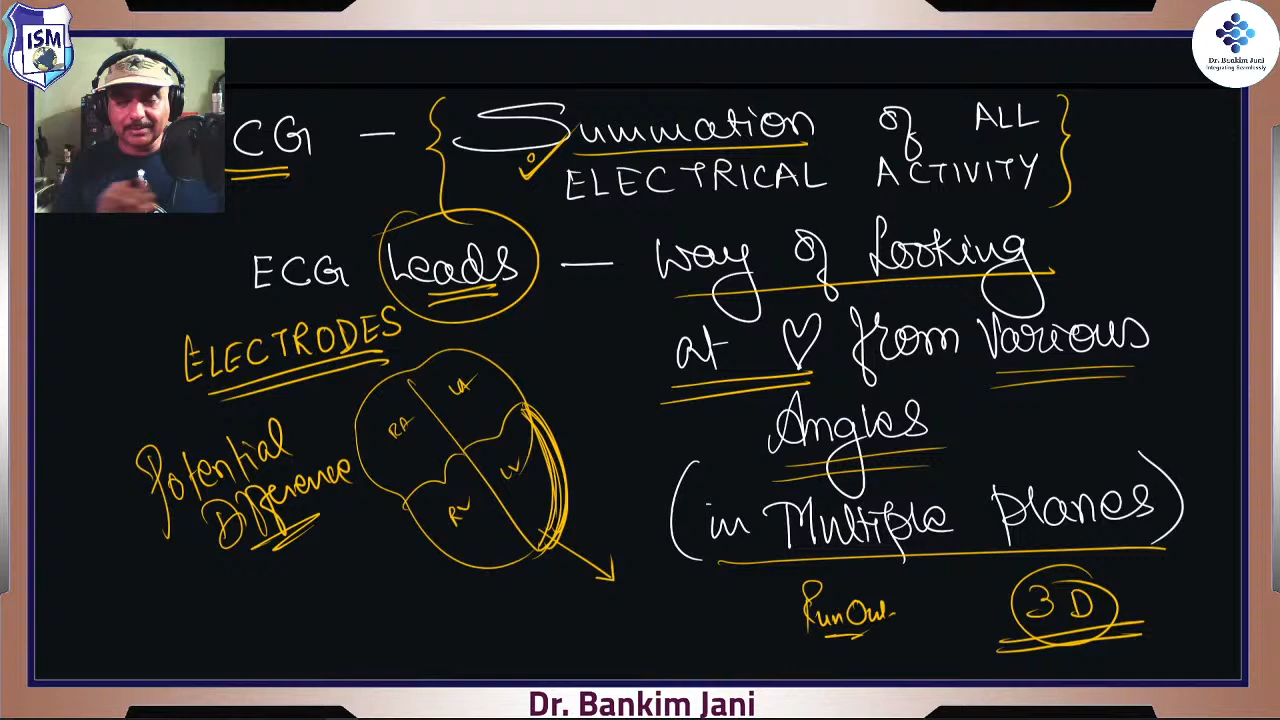 ISM
Dr. Bankim Jani
Integrating Seamlessly
CG — { Summation of ALL
ELECTRICAL ACTIVITY }
ECG Leads — Way of Looking
at ♡ from Various
Angles
(in Multiple planes)
ELECTRODES
Potential
Difference
RA
LA
RV
LV
Run Out
3D
Dr. Bankim Jani